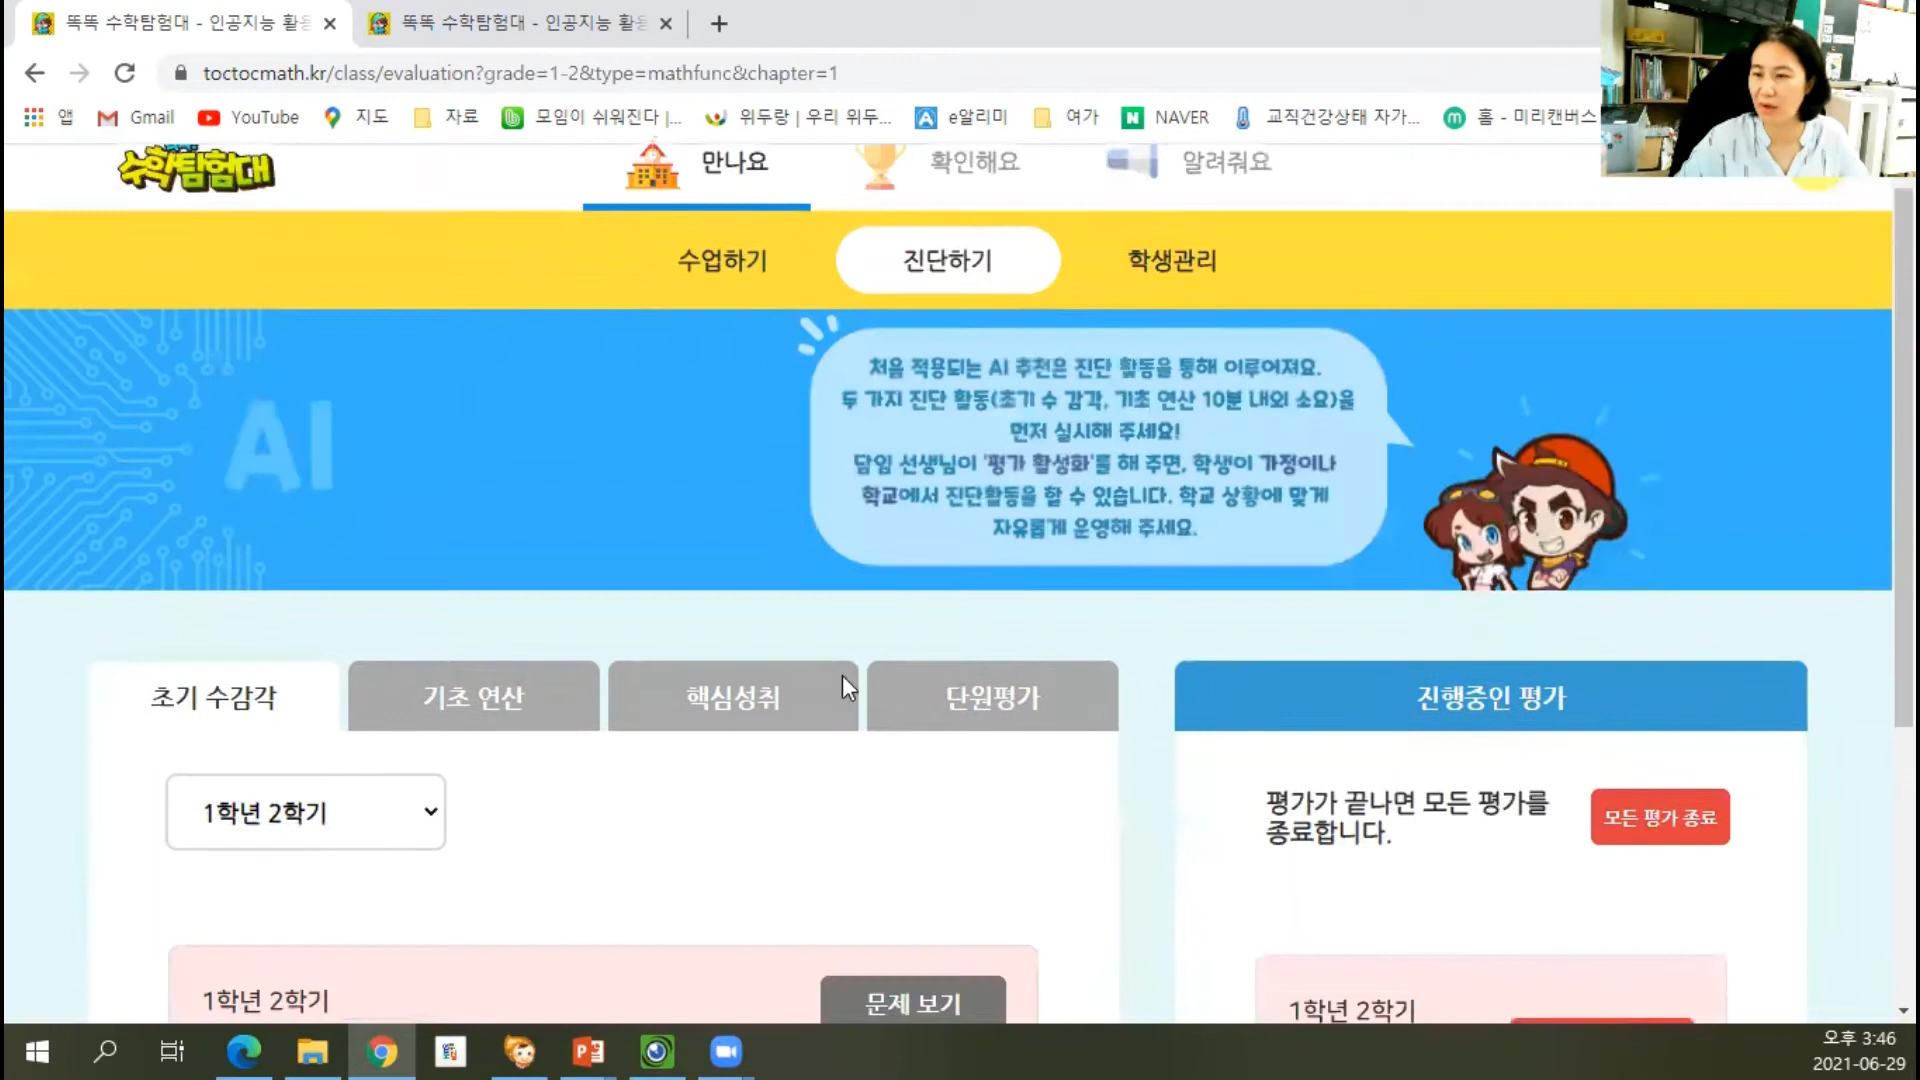 똑똑 수학탐험대 - 인공지능 활용
똑똑 수학탐험대 - 인공지능 활용
toctocmath.kr/class/evaluation?grade=1-2&type=mathfunc&chapter=1
앱
Gmail
YouTube
지도
자료
모임이 쉬워진다 |...
위두랑 | 우리 위두...
e알리미
여가
NAVER
교직건강상태 자가...
홈 - 미리캔버스
수학탐험대
만나요
확인해요
알려줘요
수업하기
진단하기
학생관리
AI
처음 적용되는 AI 추천은 진단 활동을 통해 이루어져요.
두 가지 진단 활동(초기 수 감각, 기초 연산 10분 내외 소요)을
먼저 실시해 주세요!
담임 선생님이 '평가 활성화'를 해 주면, 학생이 가정이나
학교에서 진단활동을 할 수 있습니다. 학교 상황에 맞게
자유롭게 운영해 주세요.
초기 수감각
기초 연산
핵심성취
단원평가
진행중인 평가
1학년 2학기
평가가 끝나면 모든 평가를
종료합니다.
모든 평가 종료
1학년 2학기
문제 보기
1학년 2학기
오후 3:46
2021-06-29